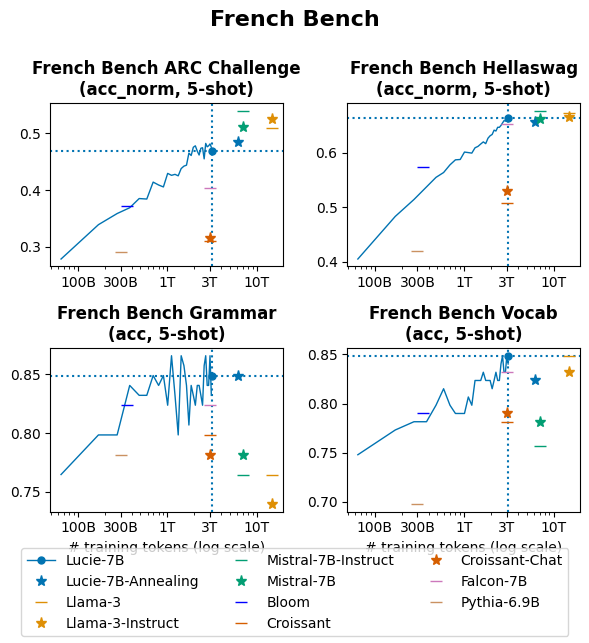 French Bench
French Bench ARC Challenge
(acc_norm, 5-shot)
French Bench Hellaswag
(acc_norm, 5-shot)
0.5
0.4
0.3
100B 300B 1T 3T 10T
0.6
0.5
0.4
100B 300B 1T 3T 10T
French Bench Grammar
(acc, 5-shot)
French Bench Vocab
(acc, 5-shot)
0.85
0.80
0.75
100B 300B 1T 3T 10T
# training tokens (log scale)
0.85
0.80
0.75
0.70
100B 300B 1T 3T 10T
# training tokens (log scale)
Lucie-7B
Lucie-7B-Annealing
Llama-3
Llama-3-Instruct
Mistral-7B-Instruct
Mistral-7B
Bloom
Croissant
Croissant-Chat
Falcon-7B
Pythia-6.9B